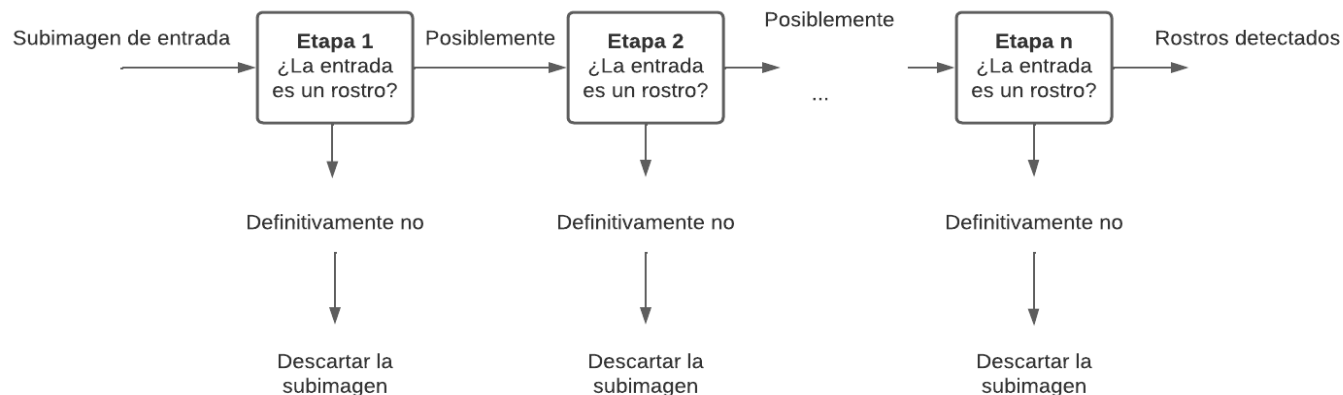 Subimagen de entrada
Etapa 1
¿La entrada
es un rostro?
Posiblemente
Etapa 2
¿La entrada
es un rostro?
Posiblemente
...
Etapa n
¿La entrada
es un rostro?
Rostros detectados
Definitivamente no
Definitivamente no
Definitivamente no
Descartar la
subimagen
Descartar la
subimagen
Descartar la
subimagen